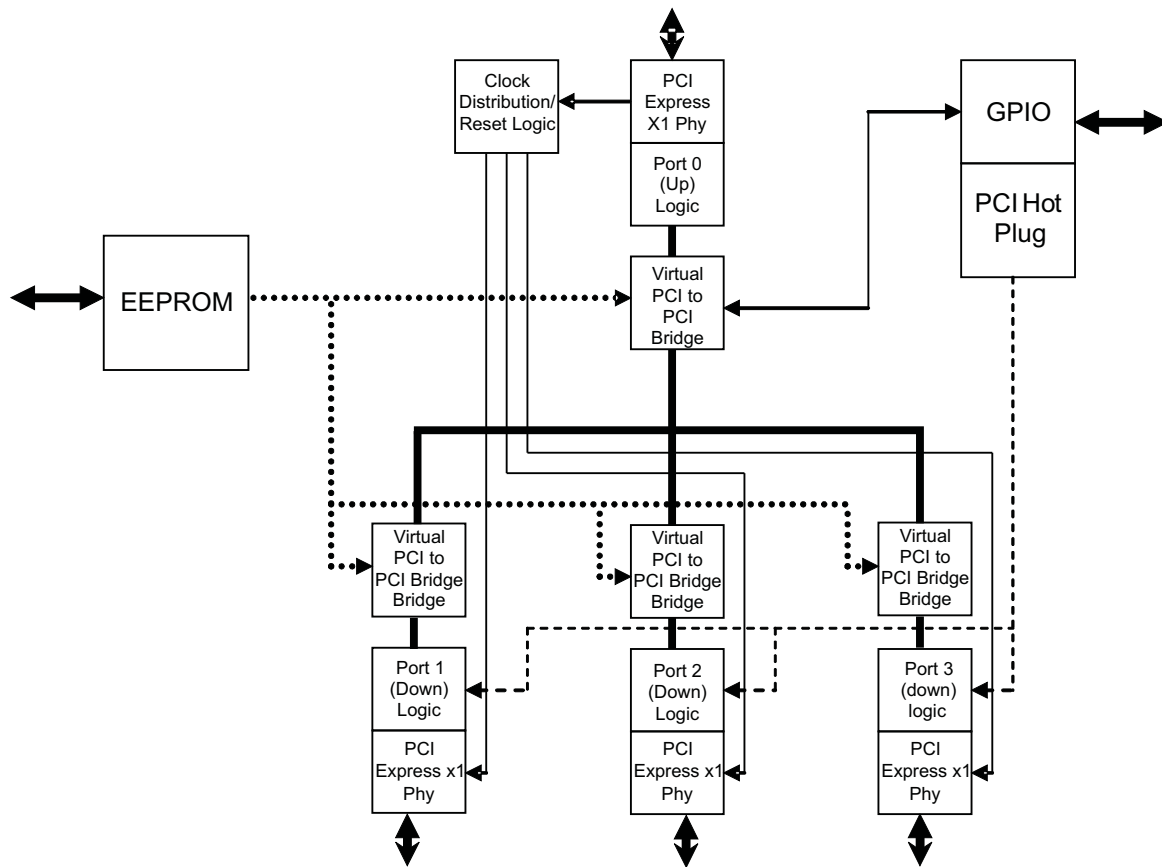 Clock
Distribution/
Reset Logic
PCI
Express
X1 Phy
Port 0
(Up)
Logic
GPIO
PCI Hot
Plug
EEPROM
Virtual
PCI to
PCI
Bridge
Virtual
PCI to
PCI Bridge
Bridge
Virtual
PCI to
PCI Bridge
Bridge
Virtual
PCI to
PCI Bridge
Bridge
Port 1
(Down)
Logic
Port 2
(Down)
Logic
Port 3
(down)
logic
PCI
Express x1
Phy
PCI
Express x1
Phy
PCI
Express x1
Phy